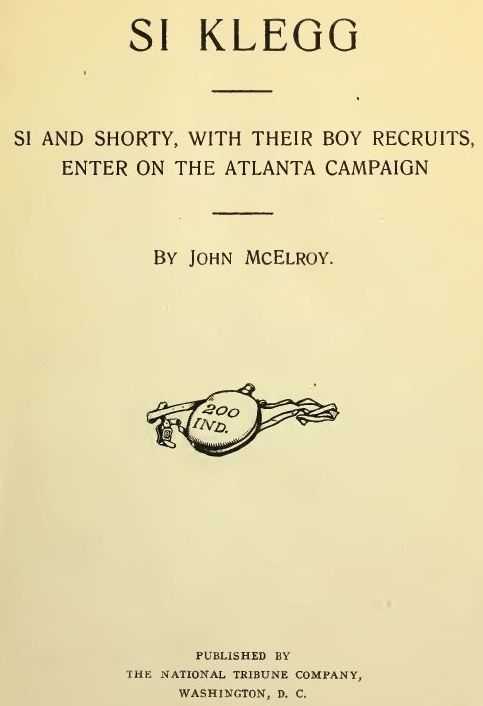 SI KLEGG
SI AND SHORTY, WITH THEIR BOY RECRUITS,
ENTER ON THE ATLANTA CAMPAIGN
BY JOHN MCELROY.
200
IND.
PUBLISHED BY
THE NATIONAL TRIBUNE COMPANY,
WASHINGTON, D. C.